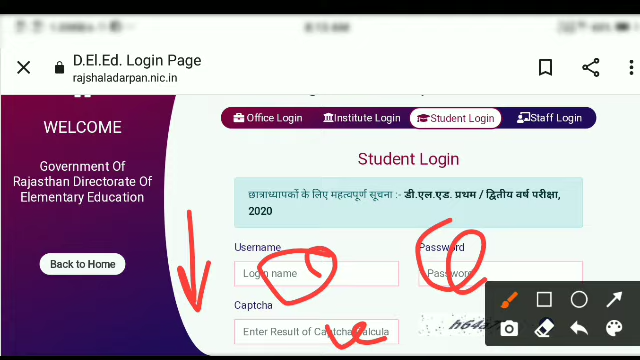 D.El.Ed. Login Page
rajshaladarpan.nic.in
WELCOME
Government Of
Rajasthan Directorate Of
Elementary Education
Back to Home
Office Login
Institute Login
Student Login
Staff Login
Student Login
छात्राध्यापकों के लिए महत्वपूर्ण सूचना :- डी.एल.एड. प्रथम / द्वितीय वर्ष परीक्षा,
2020
Username
Password
Login name
Password
Captcha
Enter Result of Captcha Calcula